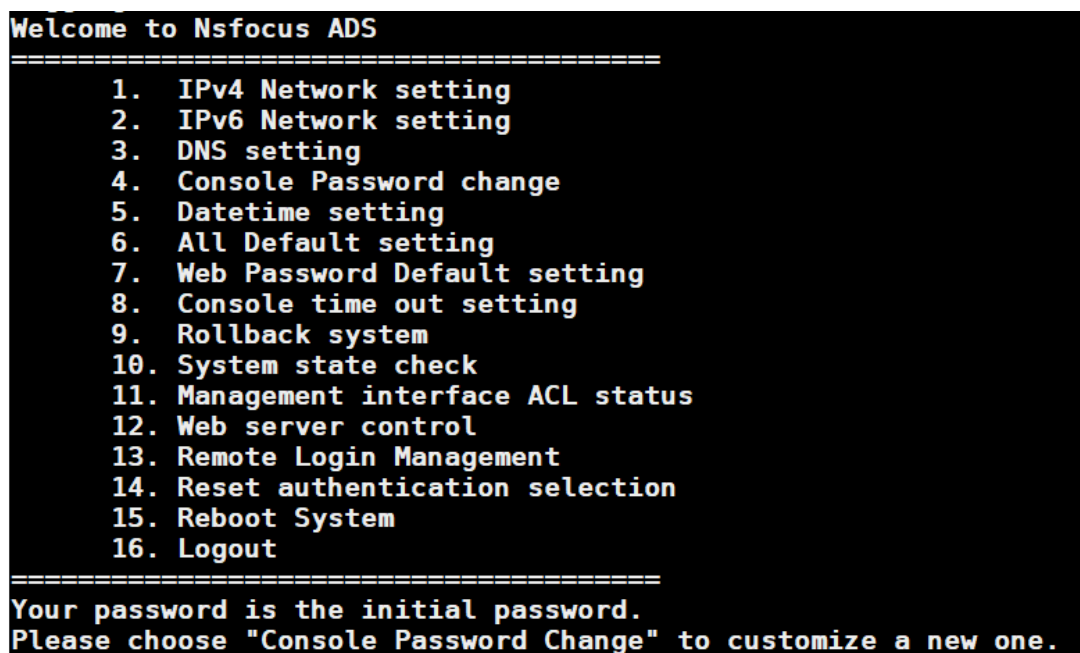 Welcome to Nsfocus ADS
=======================================
1. IPv4 Network setting
2. IPv6 Network setting
3. DNS setting
4. Console Password change
5. Datetime setting
6. All Default setting
7. Web Password Default setting
8. Console time out setting
9. Rollback system
10. System state check
11. Management interface ACL status
12. Web server control
13. Remote Login Management
14. Reset authentication selection
15. Reboot System
16. Logout
=======================================
Your password is the initial password.
Please choose "Console Password Change" to customize a new one.